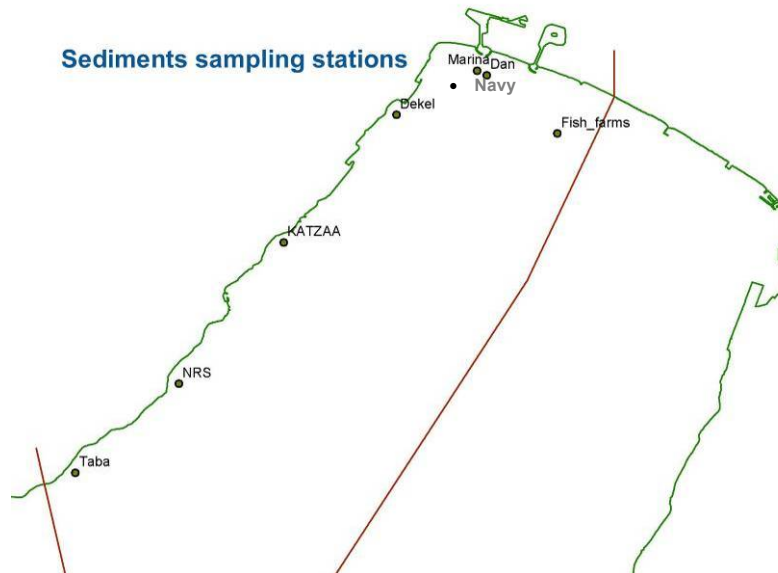 Sediments sampling stations
Marina
Dan
Navy
Dekel
Fish_farms
KATZAA
NRS
Taba